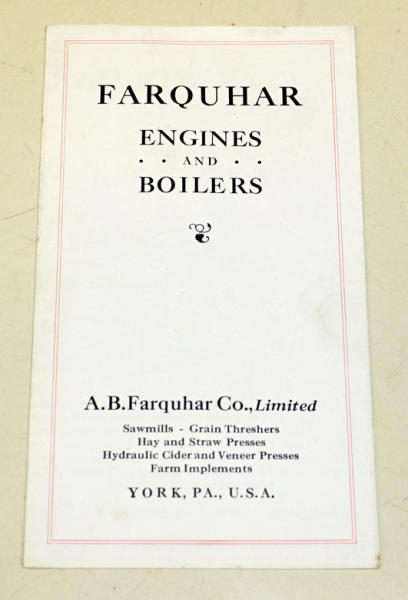 FARQUHAR
ENGINES
· · AND · ·
BOILERS
A.B.Farquhar Co., Limited
Sawmills - Grain Threshers
Hay and Straw Presses
Hydraulic Cider and Veneer Presses
Farm Implements
YORK, PA., U.S.A.